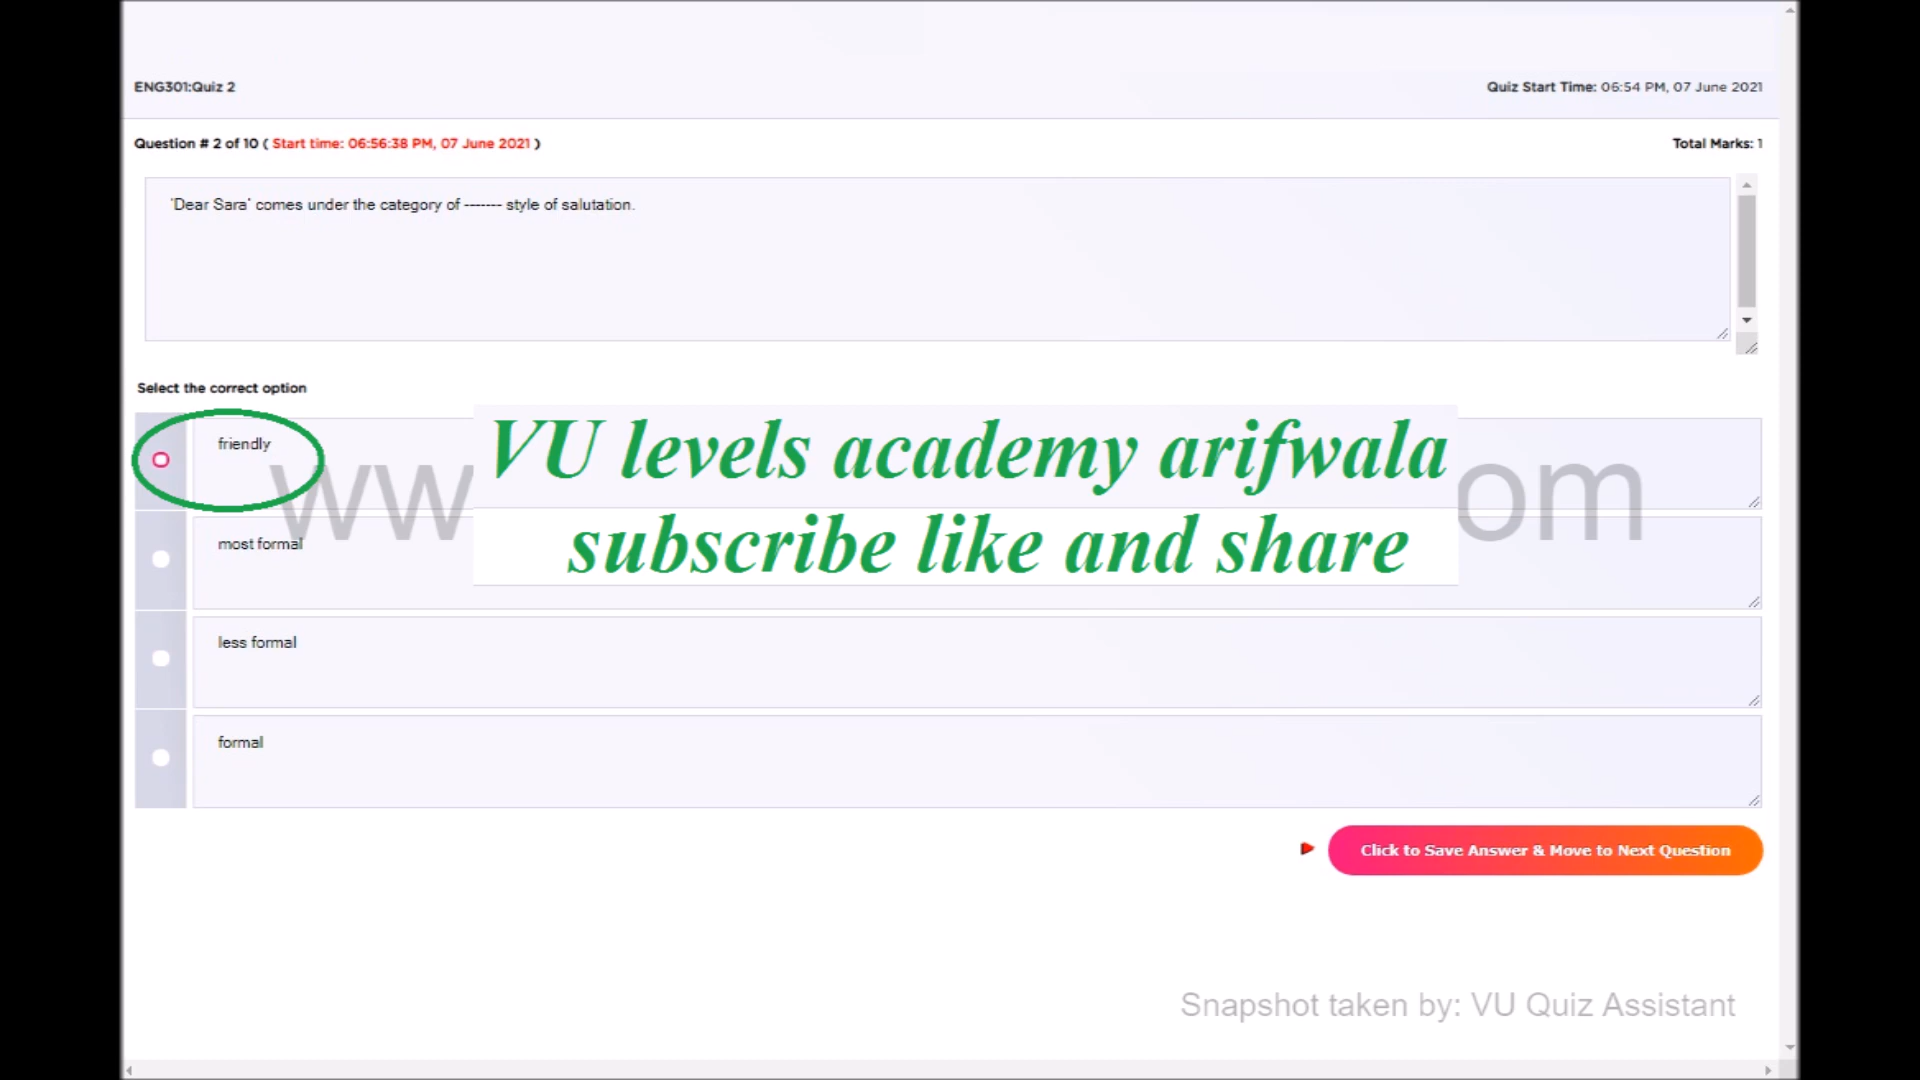 ENG301:Quiz 2
Quiz Start Time: 06:54 PM, 07 June 2021
Question # 2 of 10 ( Start time: 06:56:38 PM, 07 June 2021 )
Total Marks: 1
'Dear Sara' comes under the category of ------- style of salutation.
Select the correct option
friendly
VU levels academy arifwala
subscribe like and share
most formal
less formal
formal
Click to Save Answer & Move to Next Question
Snapshot taken by: VU Quiz Assistant